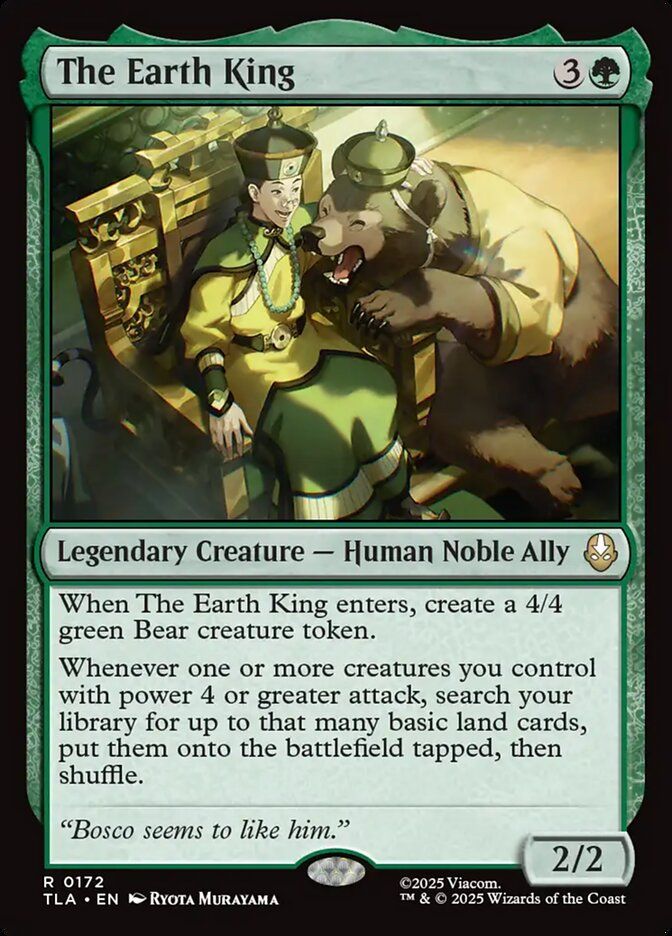 The Earth King 3
Legendary Creature — Human Noble Ally
When The Earth King enters, create a 4/4
green Bear creature token.
Whenever one or more creatures you control
with power 4 or greater attack, search your
library for up to that many basic land cards,
put them onto the battlefield tapped, then
shuffle.
“Bosco seems to like him.”
2/2
R 0172
TLA • EN Ryota Murayama
©2025 Viacom.
™ & © 2025 Wizards of the Coast